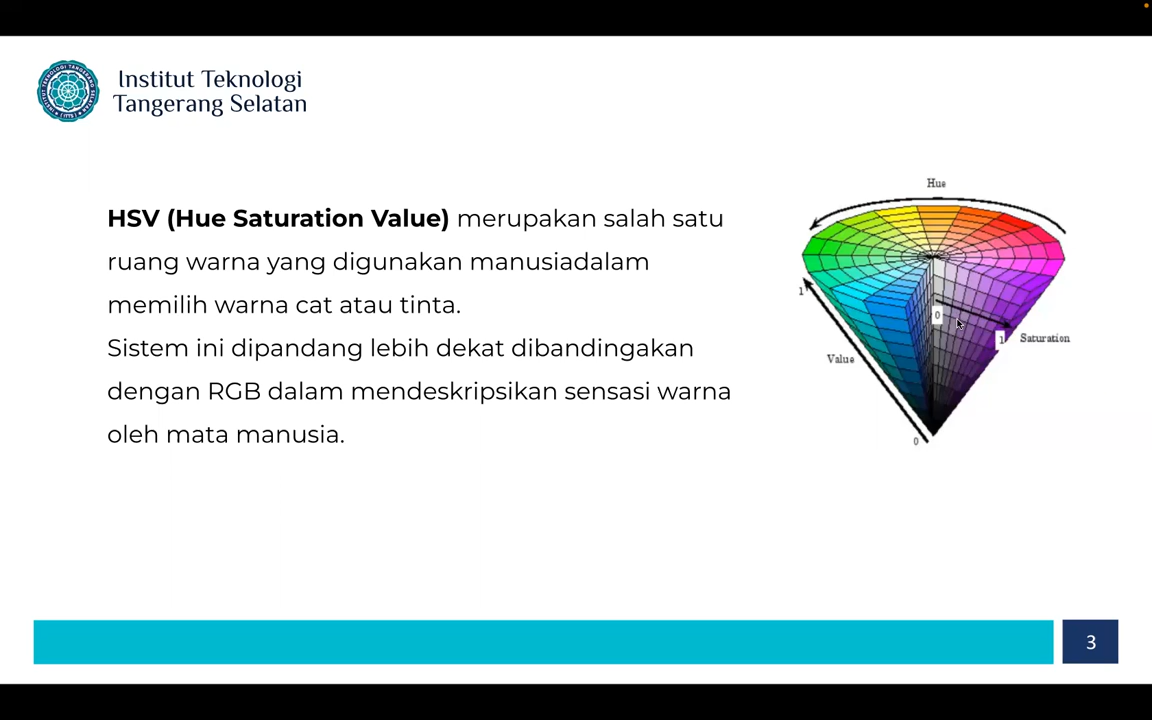 Institut Teknologi
Tangerang Selatan
HSV (Hue Saturation Value) merupakan salah satu
ruang warna yang digunakan manusiadalam
memilih warna cat atau tinta.
Sistem ini dipandang lebih dekat dibandingakan
dengan RGB dalam mendeskripsikan sensasi warna
oleh mata manusia.
Hue
1
0
1
Saturation
Value
0
3